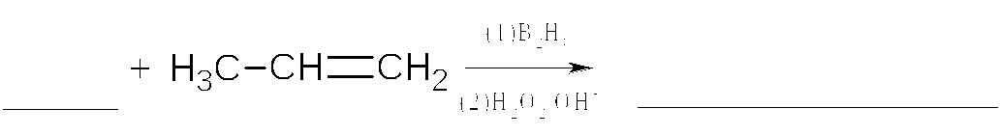 (1)B2H6
+ H3C−CH=CH2
(2)H2O2 OH-